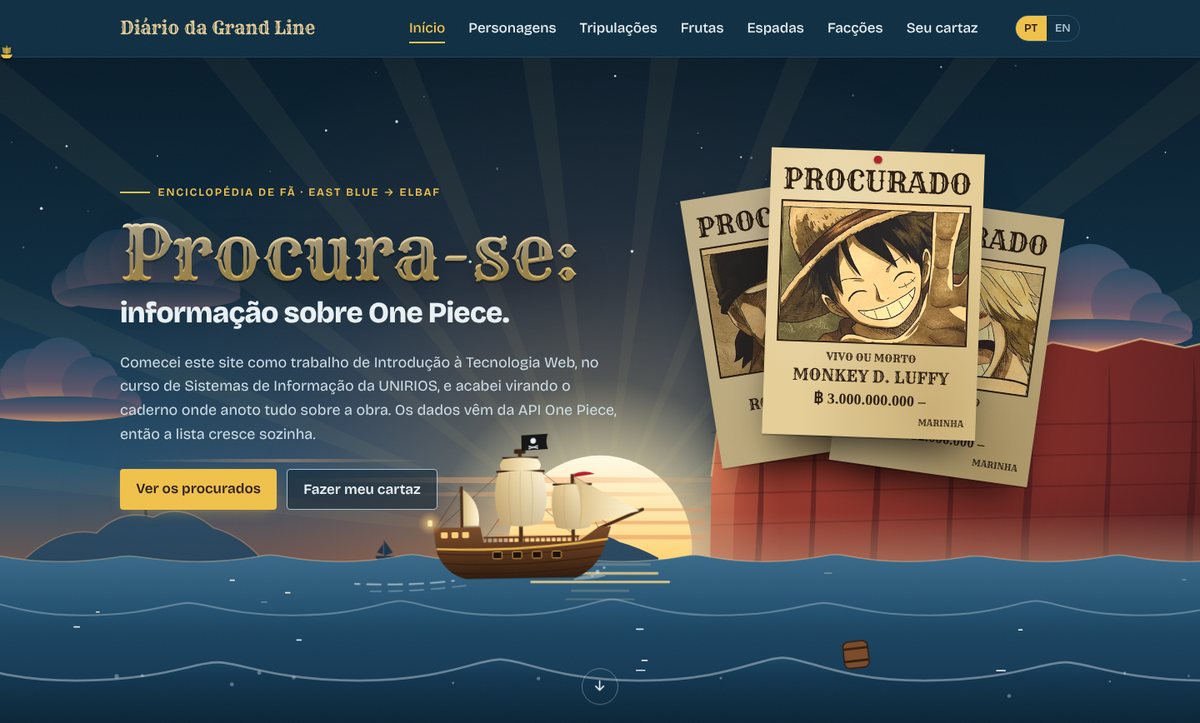 Diário da Grand Line
Início
Personagens
Tripulações
Frutas
Espadas
Facções
Seu cartaz
PT
EN
ENCICLOPÉDIA DE FÃ · EAST BLUE → ELBAF
Procura-se:
informação sobre One Piece.
Comecei este site como trabalho de Introdução à Tecnologia Web, no
curso de Sistemas de Informação da UNIRIOS, e acabei virando o
caderno onde anoto tudo sobre a obra. Os dados vêm da API One Piece,
então a lista cresce sozinha.
Ver os procurados
Fazer meu cartaz
PROCURADO
VIVO OU MORTO
MONKEY D. LUFFY
฿ 3.000.000.000 –
MARINHA
MARINHA